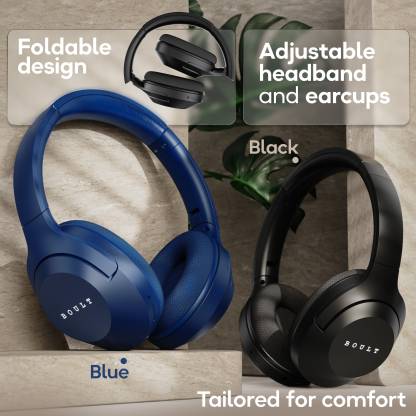 Foldable
design
Adjustable
headband
and earcups
Black
BOULT
BOULT
Blue
Tailored for comfort